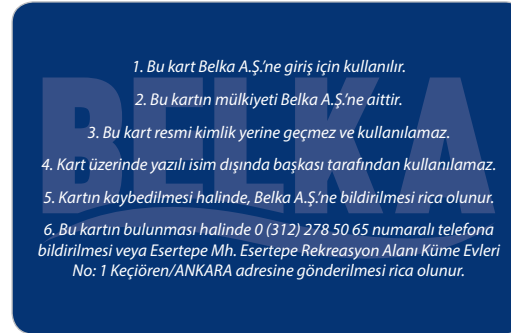 BELKA
1. Bu kart Belka A.Ş.'ne giriş için kullanılır.
2. Bu kartın mülkiyeti Belka A.Ş.'ne aittir.
3. Bu kart resmi kimlik yerine geçmez ve kullanılamaz.
4. Kart üzerinde yazılı isim dışında başkası tarafından kullanılamaz.
5. Kartın kaybedilmesi halinde, Belka A.Ş.'ne bildirilmesi rica olunur.
6. Bu kartın bulunması halinde 0 (312) 278 50 65 numaralı telefona
bildirilmesi veya Esertepe Mh. Esertepe Rekreasyon Alanı Küme Evleri
No: 1 Keçiören/ANKARA adresine gönderilmesi rica olunur.